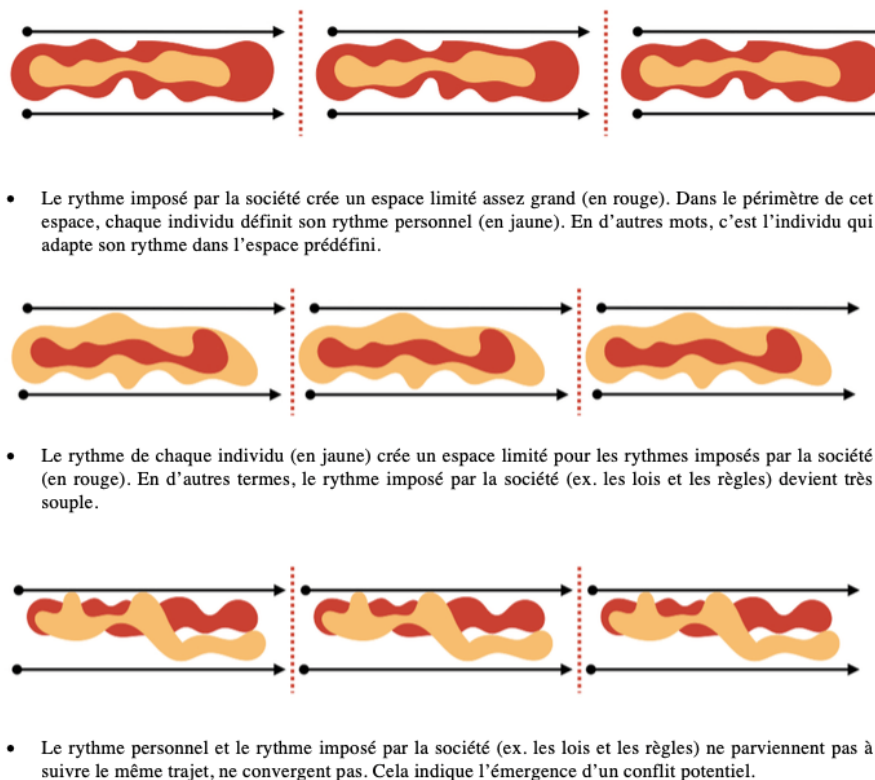 • Le rythme imposé par la société crée un espace limité assez grand (en rouge). Dans le périmètre de cet
espace, chaque individu définit son rythme personnel (en jaune). En d’autres mots, c’est l’individu qui
adapte son rythme dans l’espace prédéfini.
• Le rythme de chaque individu (en jaune) crée un espace limité pour les rythmes imposés par la société
(en rouge). En d’autres termes, le rythme imposé par la société (ex. les lois et les règles) devient très
souple.
• Le rythme personnel et le rythme imposé par la société (ex. les lois et les règles) ne parviennent pas à
suivre le même trajet, ne convergent pas. Cela indique l’émergence d’un conflit potentiel.